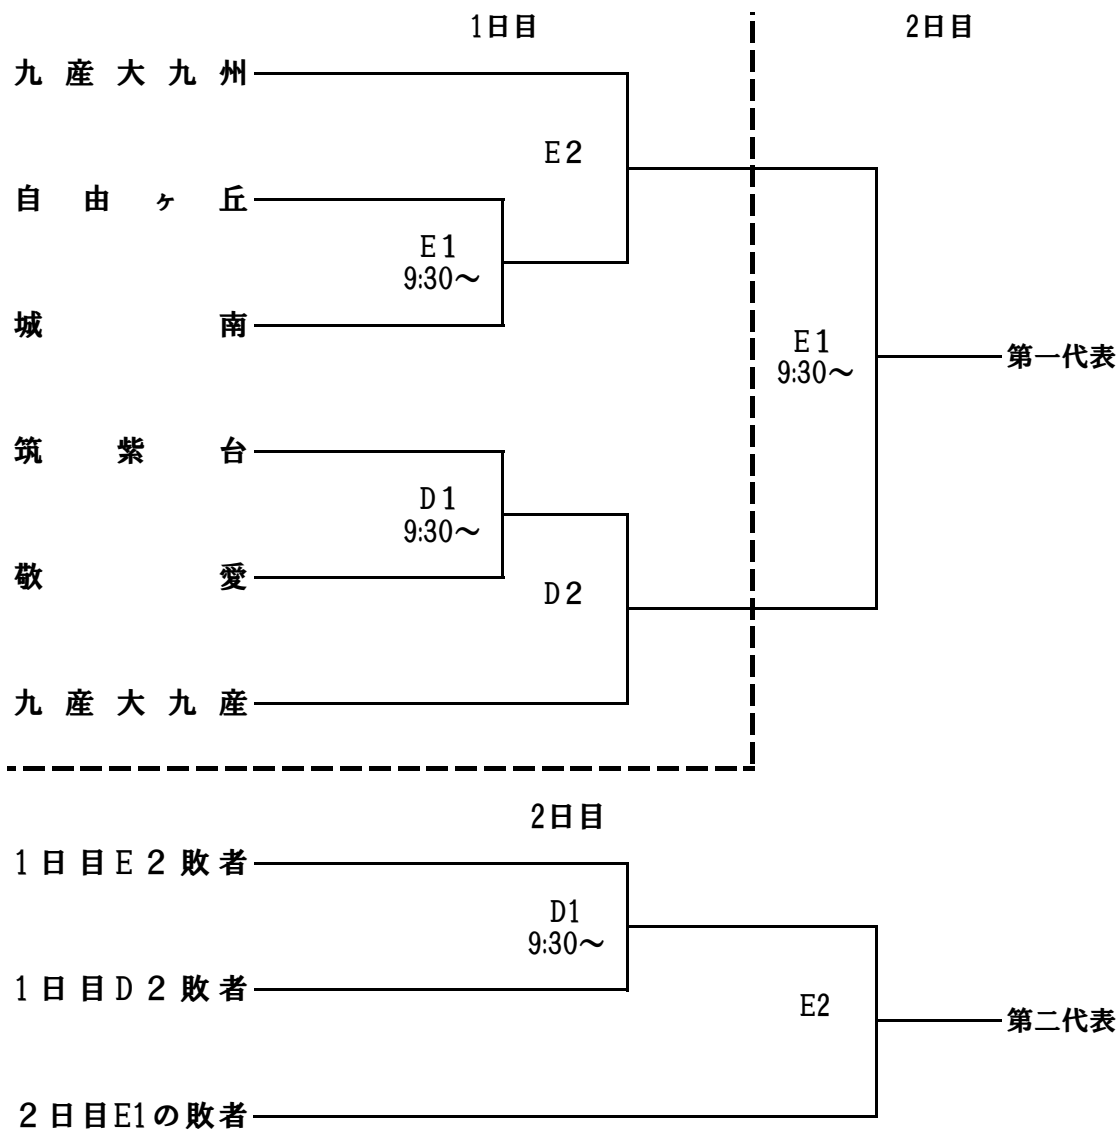 1日目
2日目
九産大九州
E2
自由ヶ丘
E1
9:30～
城南
E1
9:30～
第一代表
筑紫台
D1
9:30～
敬愛
D2
九産大九産
2日目
1日目E2敗者
D1
9:30～
1日目D2敗者
E2
第二代表
2日目E1の敗者